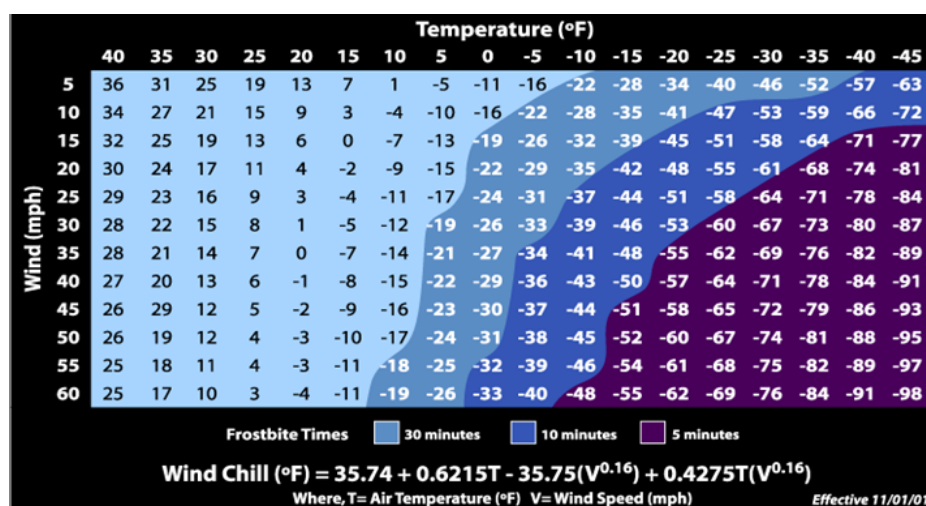 Temperature (ºF)
40 35 30 25 20 15 10 5 0 -5 -10 -15 -20 -25 -30 -35 -40 -45
Wind (mph)
5 36 31 25 19 13 7 1 -5 -11 -16 -22 -28 -34 -40 -46 -52 -57 -63
10 34 27 21 15 9 3 -4 -10 -16 -22 -28 -35 -41 -47 -53 -59 -66 -72
15 32 25 19 13 6 0 -7 -13 -19 -26 -32 -39 -45 -51 -58 -64 -71 -77
20 30 24 17 11 4 -2 -9 -15 -22 -29 -35 -42 -48 -55 -61 -68 -74 -81
25 29 23 16 9 3 -4 -11 -17 -24 -31 -37 -44 -51 -58 -64 -71 -78 -84
30 28 22 15 8 1 -5 -12 -19 -26 -33 -39 -46 -53 -60 -67 -73 -80 -87
35 28 21 14 7 0 -7 -14 -21 -27 -34 -41 -48 -55 -62 -69 -76 -82 -89
40 27 20 13 6 -1 -8 -15 -22 -29 -36 -43 -50 -57 -64 -71 -78 -84 -91
45 26 29 12 5 -2 -9 -16 -23 -30 -37 -44 -51 -58 -65 -72 -79 -86 -93
50 26 19 12 4 -3 -10 -17 -24 -31 -38 -45 -52 -60 -67 -74 -81 -88 -95
55 25 18 11 4 -3 -11 -18 -25 -32 -39 -46 -54 -61 -68 -75 -82 -89 -97
60 25 17 10 3 -4 -11 -19 -26 -33 -40 -48 -55 -62 -69 -76 -84 -91 -98
Frostbite Times 30 minutes 10 minutes 5 minutes
Wind Chill (ºF) = 35.74 + 0.6215T - 35.75(V0.16) + 0.4275T(V0.16)
Where, T= Air Temperature (ºF) V= Wind Speed (mph) Effective 11/01/01